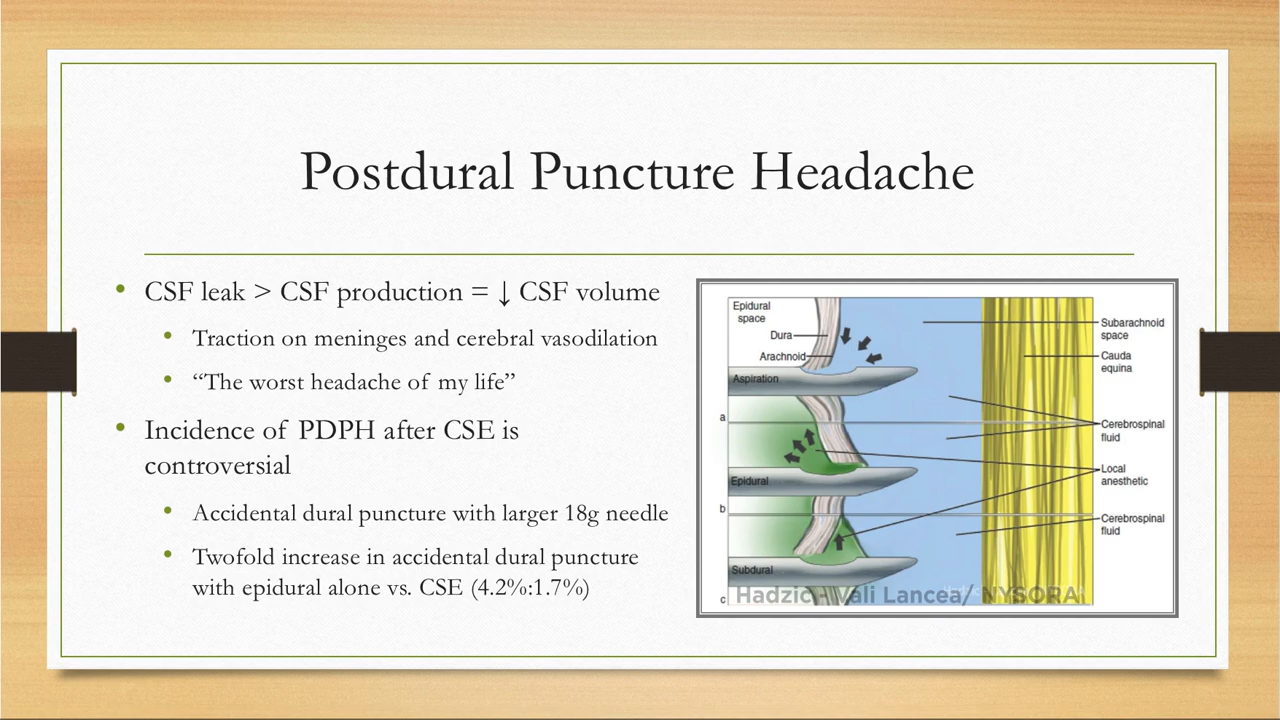 Postdural Puncture Headache
• CSF leak > CSF production = ↓ CSF volume
• Traction on meninges and cerebral vasodilation
• “The worst headache of my life”
• Incidence of PDPH after CSE is
controversial
• Accidental dural puncture with larger 18g needle
• Twofold increase in accidental dural puncture
with epidural alone vs. CSE (4.2%:1.7%)
Epidural
space
Dura
Arachnoid
Aspiration
a
Epidural
b
Subdural
c
Subarachnoid
space
Cauda
equina
Cerebrospinal
fluid
Local
anesthetic
Cerebrospinal
fluid
Hadzic - Vali Lancea/ NYSORA